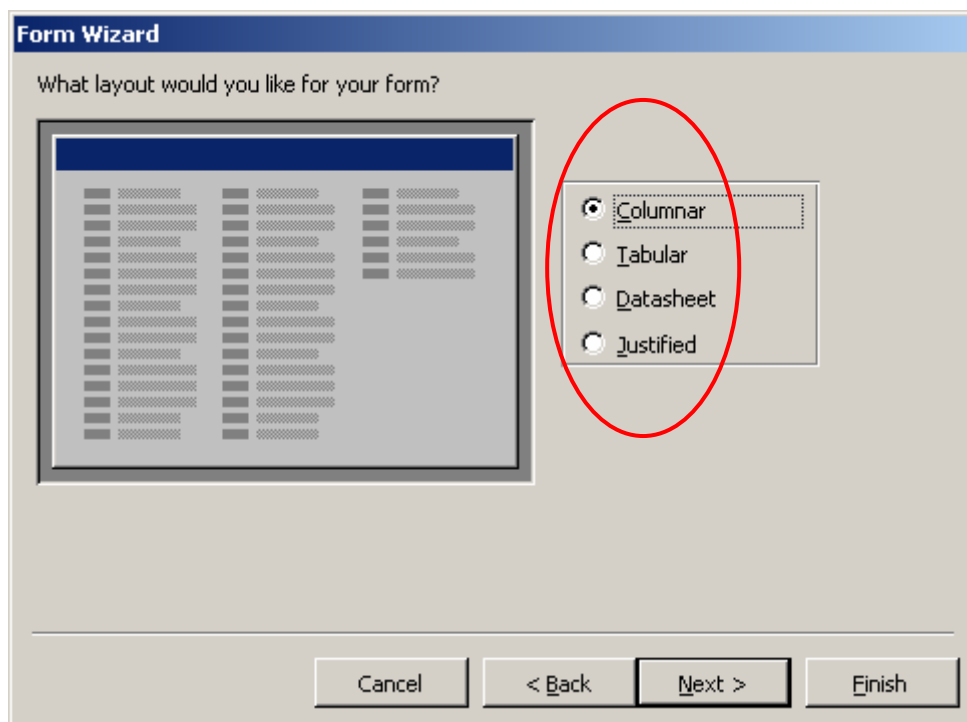 Form Wizard
What layout would you like for your form?
Columnar
Tabular
Datasheet
Justified
Cancel
< Back
Next >
Finish